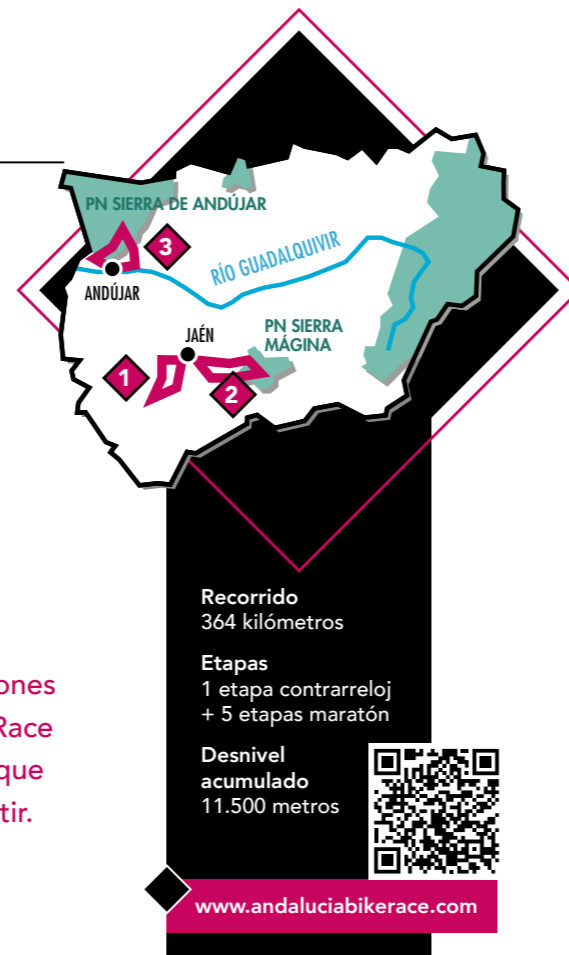 PN SIERRA DE ANDÚJAR
3
RÍO GUADALQUIVIR
ANDÚJAR
JAÉN
PN SIERRA
MÁGINA
1
2
Recorrido
364 kilómetros
Etapas
1 etapa contrarreloj
+ 5 etapas maratón
Desnivel
acumulado
11.500 metros
ones
Race
que
tir.
www.andaluciabikerace.com